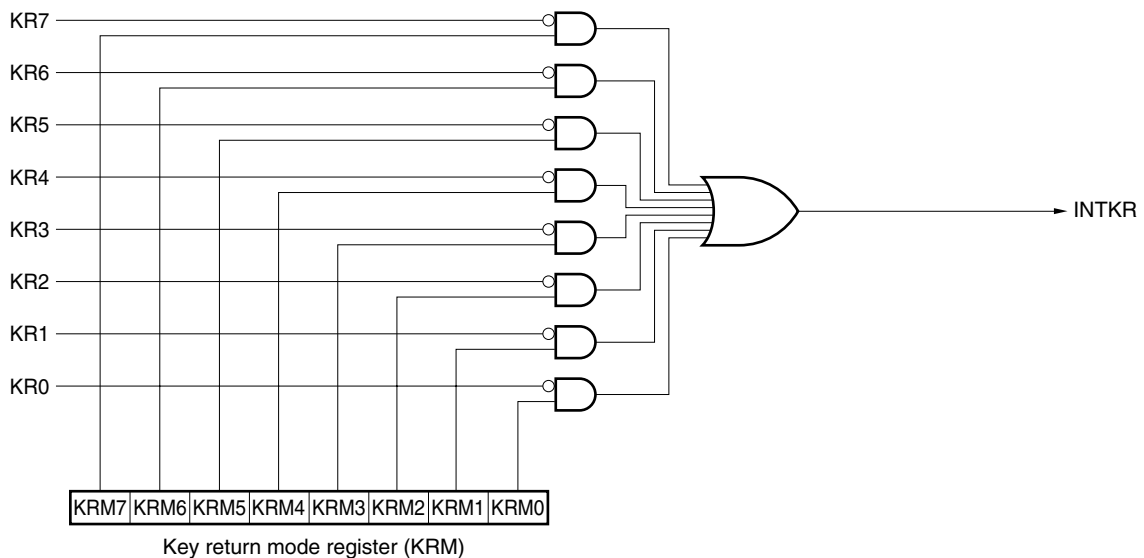 KR7
KR6
KR5
KR4
KR3
KR2
KR1
KR0
INTKR
KRM7 KRM6 KRM5 KRM4 KRM3 KRM2 KRM1 KRM0
Key return mode register (KRM)